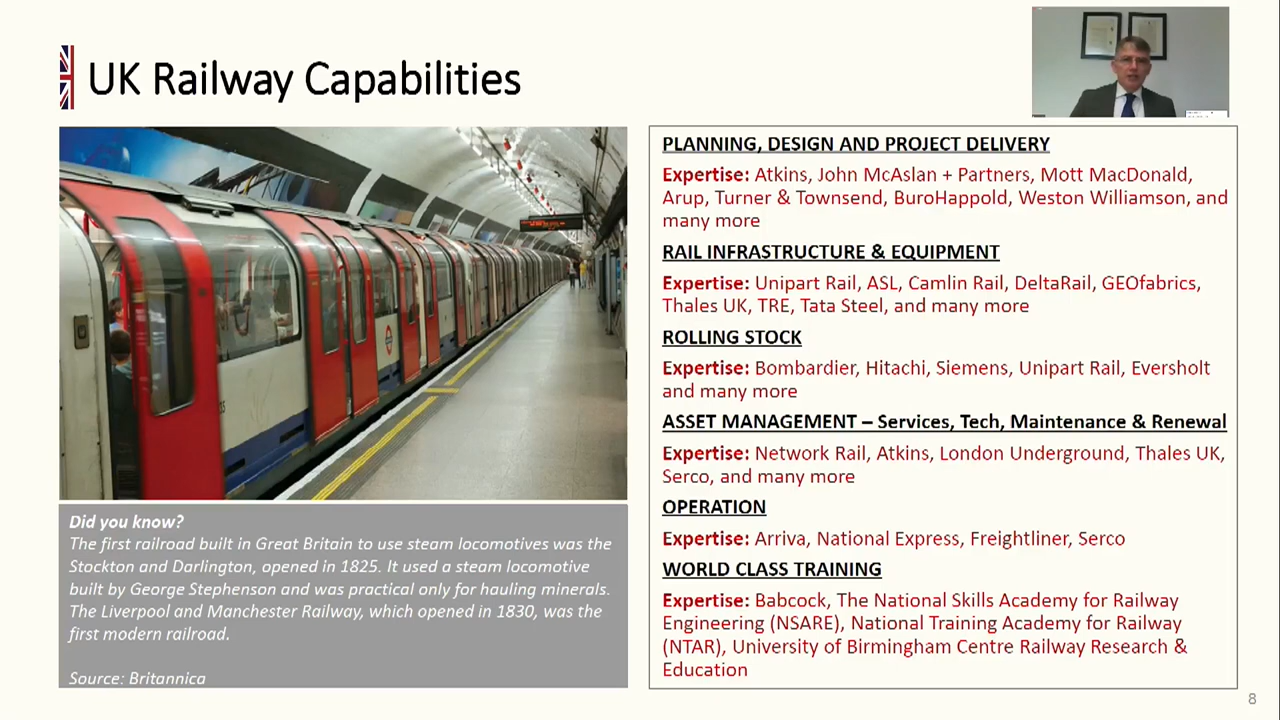 UK Railway Capabilities
PLANNING, DESIGN AND PROJECT DELIVERY
Expertise: Atkins, John McAslan + Partners, Mott MacDonald,
Arup, Turner & Townsend, BuroHappold, Weston Williamson, and
many more
RAIL INFRASTRUCTURE & EQUIPMENT
Expertise: Unipart Rail, ASL, Camlin Rail, DeltaRail, GEOfabrics,
Thales UK, TRE, Tata Steel, and many more
ROLLING STOCK
Expertise: Bombardier, Hitachi, Siemens, Unipart Rail, Eversholt
and many more
ASSET MANAGEMENT – Services, Tech, Maintenance & Renewal
Expertise: Network Rail, Atkins, London Underground, Thales UK,
Serco, and many more
OPERATION
Expertise: Arriva, National Express, Freightliner, Serco
WORLD CLASS TRAINING
Expertise: Babcock, The National Skills Academy for Railway
Engineering (NSARE), National Training Academy for Railway
(NTAR), University of Birmingham Centre Railway Research &
Education
Did you know?
The first railroad built in Great Britain to use steam locomotives was the
Stockton and Darlington, opened in 1825. It used a steam locomotive
built by George Stephenson and was practical only for hauling minerals.
The Liverpool and Manchester Railway, which opened in 1830, was the
first modern railroad.
Source: Britannica
8